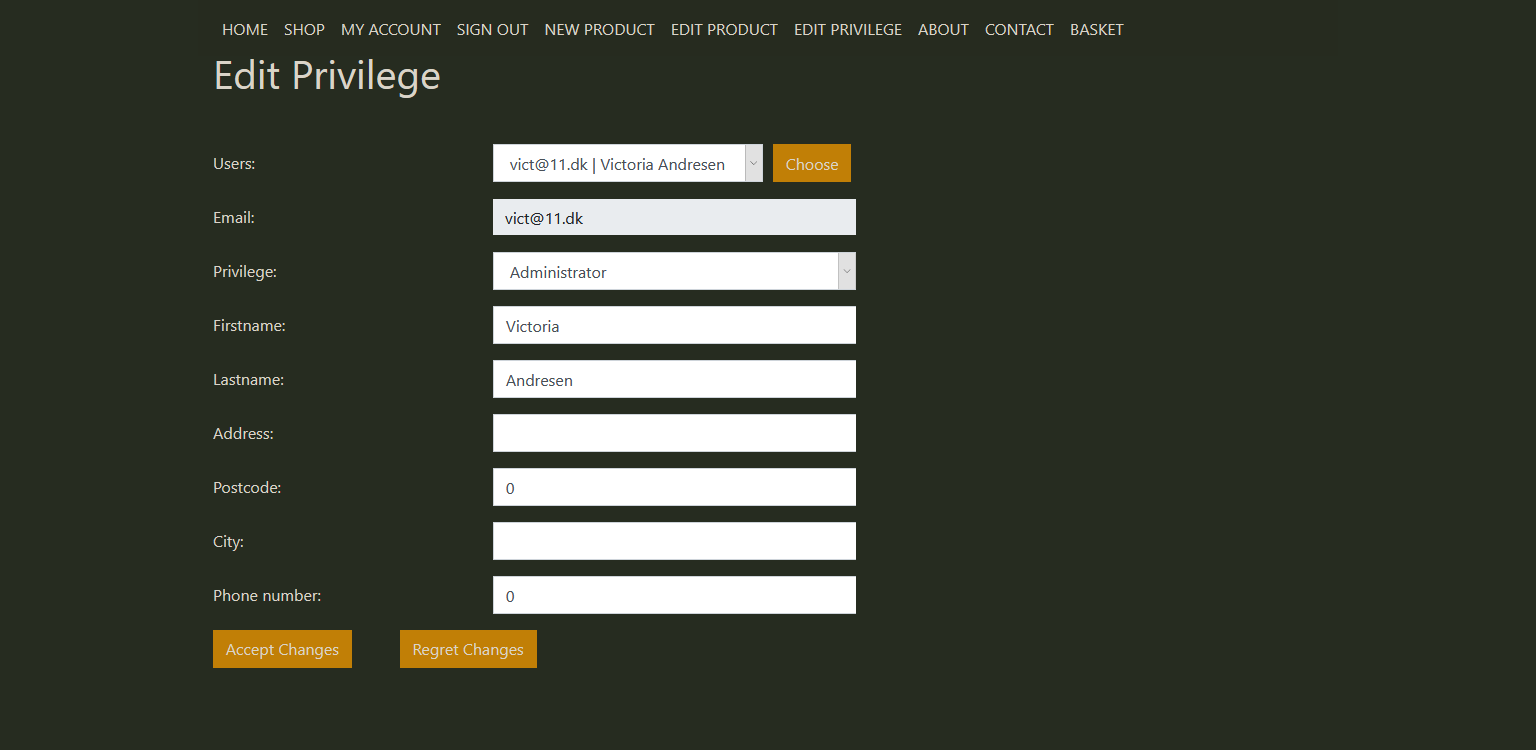 HOME SHOP MY ACCOUNT SIGN OUT NEW PRODUCT EDIT PRODUCT EDIT PRIVILEGE ABOUT CONTACT BASKET
Edit Privilege
Users: vict@11.dk | Victoria Andresen Choose
Email: vict@11.dk
Privilege: Administrator
Firstname: Victoria
Lastname: Andresen
Address:
Postcode: 0
City:
Phone number: 0
Accept Changes Regret Changes